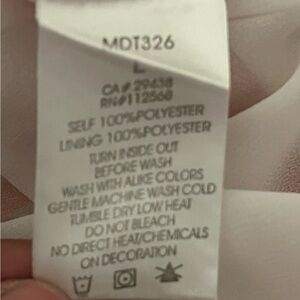 MDT326
L
CA# 29438
RN#112568
SELF 100%POLYESTER
LINING 100%POLYESTER
TURN INSIDE OUT
BEFORE WASH
WASH WITH ALIKE COLORS
GENTLE MACHINE WASH COLD
TUMBLE DRY LOW HEAT
DO NOT BLEACH
NO DIRECT HEAT/CHEMICALS
ON DECORATION